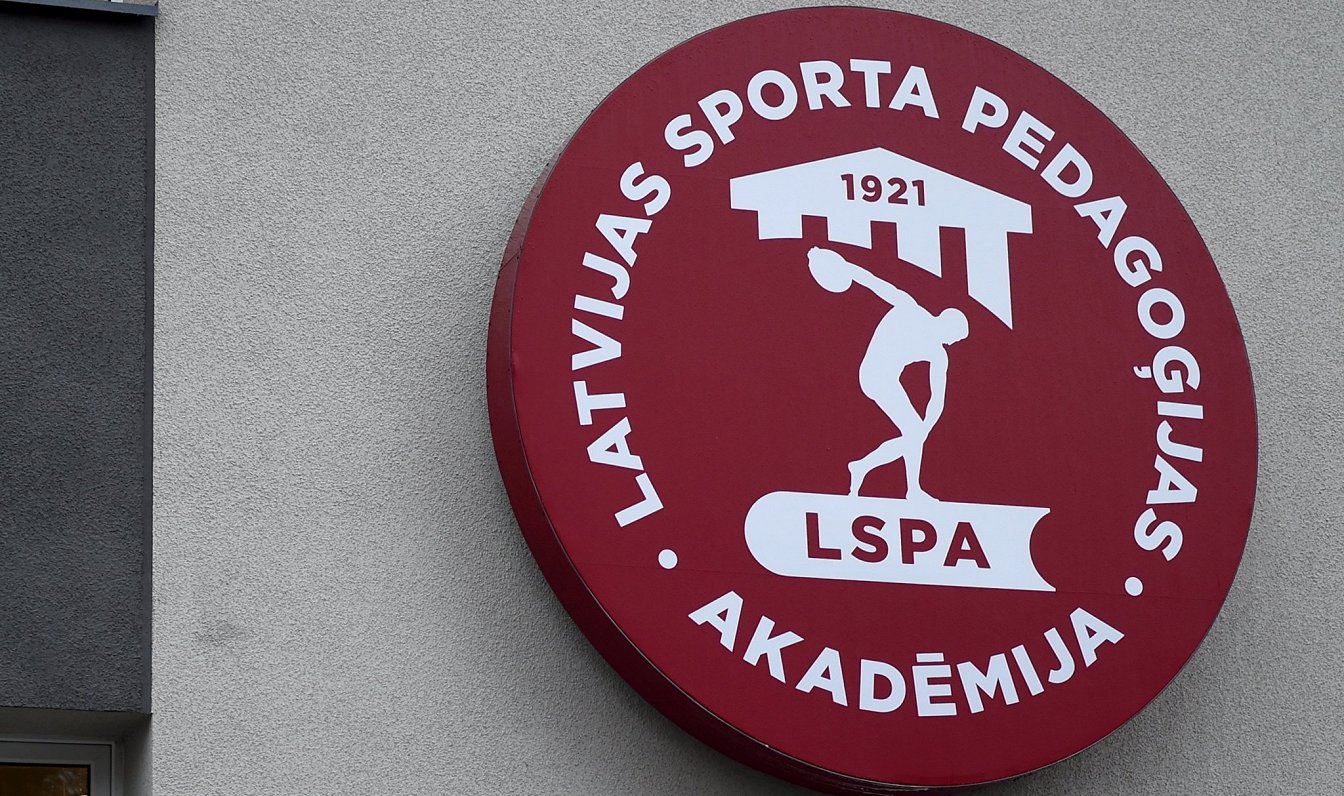 LATVIJAS SPORTA PEDAGOĢIJAS
1921
LSPA
• AKADĒMIJA •